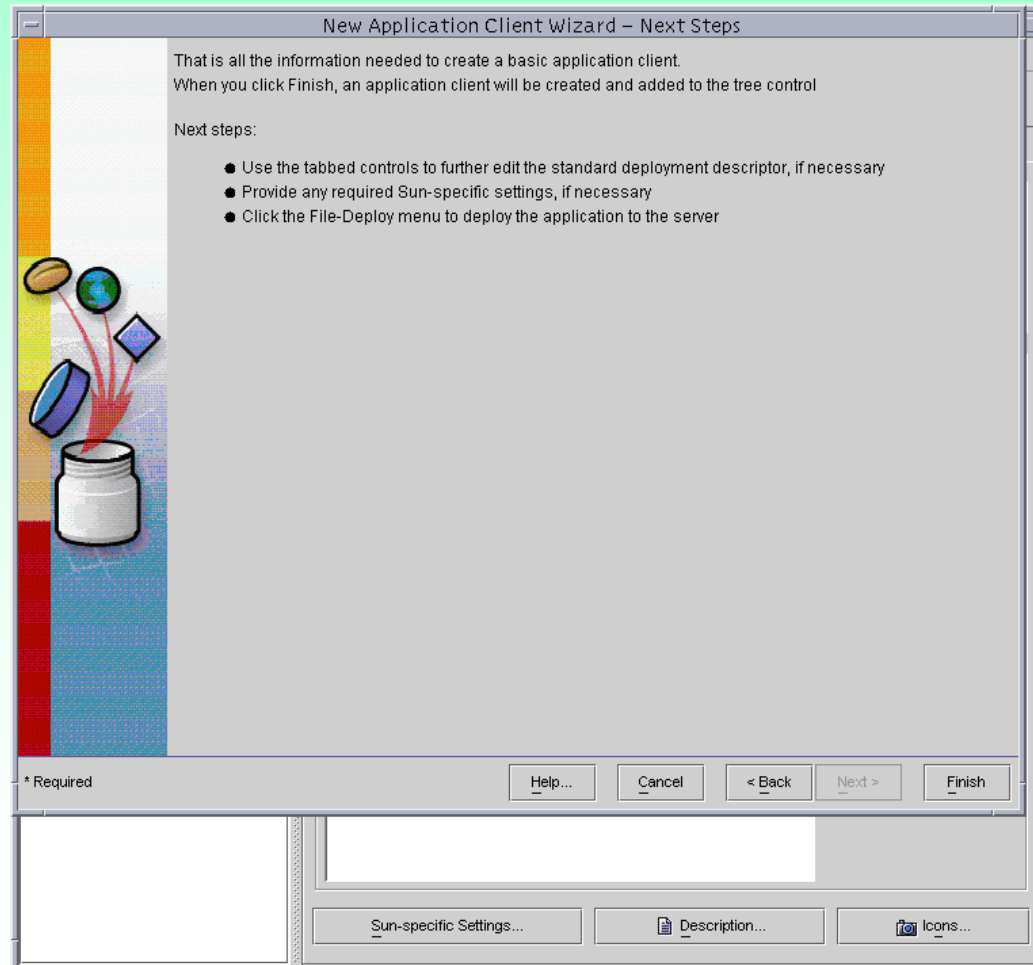 New Application Client Wizard – Next Steps
That is all the information needed to create a basic application client.
When you click Finish, an application client will be created and added to the tree control
Next steps:
● Use the tabbed controls to further edit the standard deployment descriptor, if necessary
● Provide any required Sun-specific settings, if necessary
● Click the File-Deploy menu to deploy the application to the server
* Required
Help...
Cancel
< Back
Next >
Finish
Sun-specific Settings...
Description...
Icons...